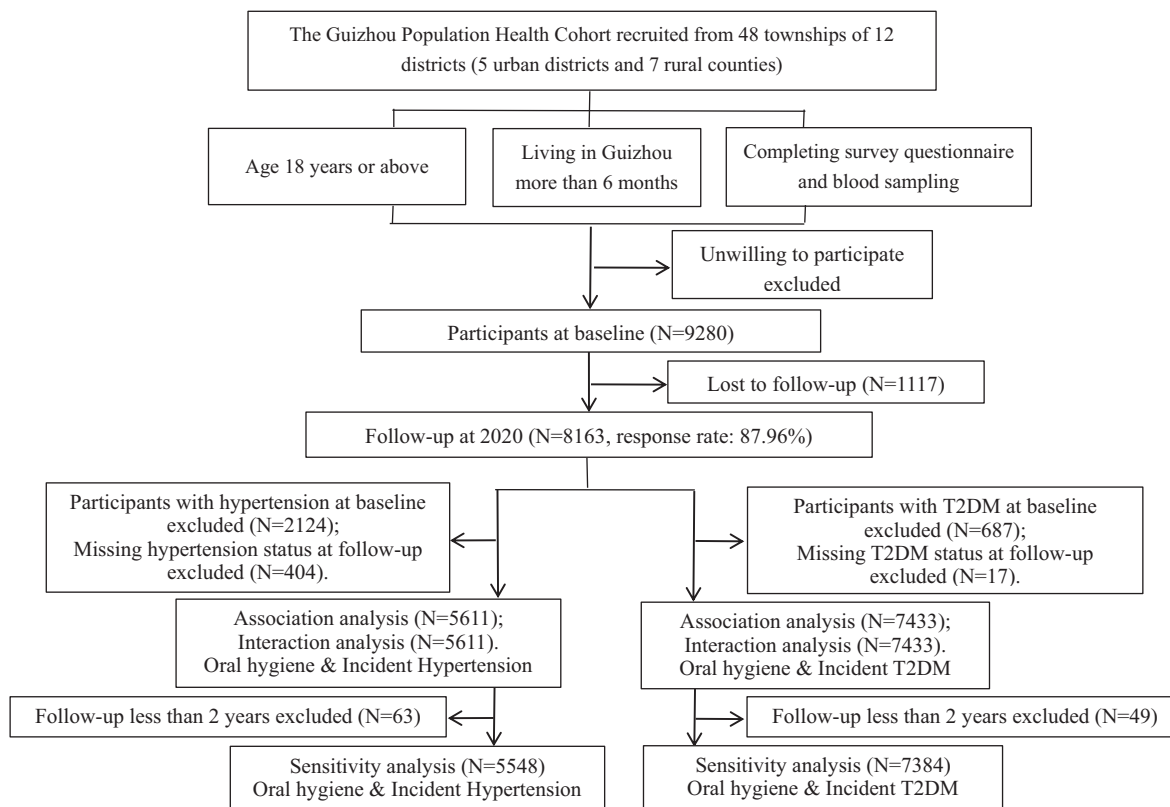 The Guizhou Population Health Cohort recruited from 48 townships of 12
districts (5 urban districts and 7 rural counties)
Age 18 years or above
Living in Guizhou
more than 6 months
Completing survey questionnaire
and blood sampling
Unwilling to participate
excluded
Participants at baseline (N=9280)
Lost to follow-up (N=1117)
Follow-up at 2020 (N=8163, response rate: 87.96%)
Participants with hypertension at baseline
excluded (N=2124);
Missing hypertension status at follow-up
excluded (N=404).
Participants with T2DM at baseline
excluded (N=687);
Missing T2DM status at follow-up
excluded (N=17).
Association analysis (N=5611);
Interaction analysis (N=5611).
Oral hygiene & Incident Hypertension
Association analysis (N=7433);
Interaction analysis (N=7433).
Oral hygiene & Incident T2DM
Follow-up less than 2 years excluded (N=63)
Follow-up less than 2 years excluded (N=49)
Sensitivity analysis (N=5548)
Oral hygiene & Incident Hypertension
Sensitivity analysis (N=7384)
Oral hygiene & Incident T2DM